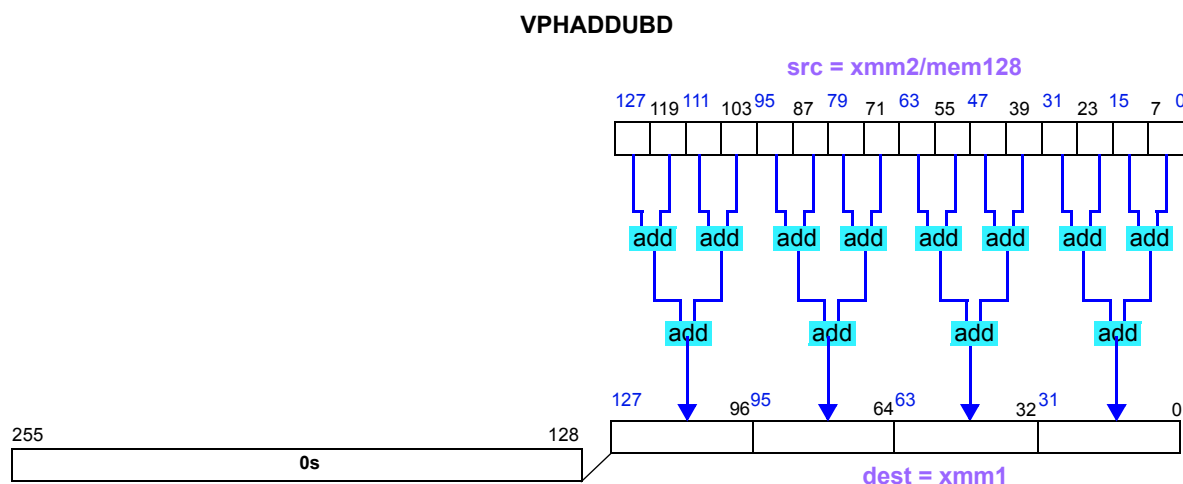 VPHADDUBD
src = xmm2/mem128
127 119 111 103 95 87 79 71 63 55 47 39 31 23 15 7 0
add add add add add add add add
add add add add
127 96 95 64 63 32 31 0
255 128
0s
dest = xmm1